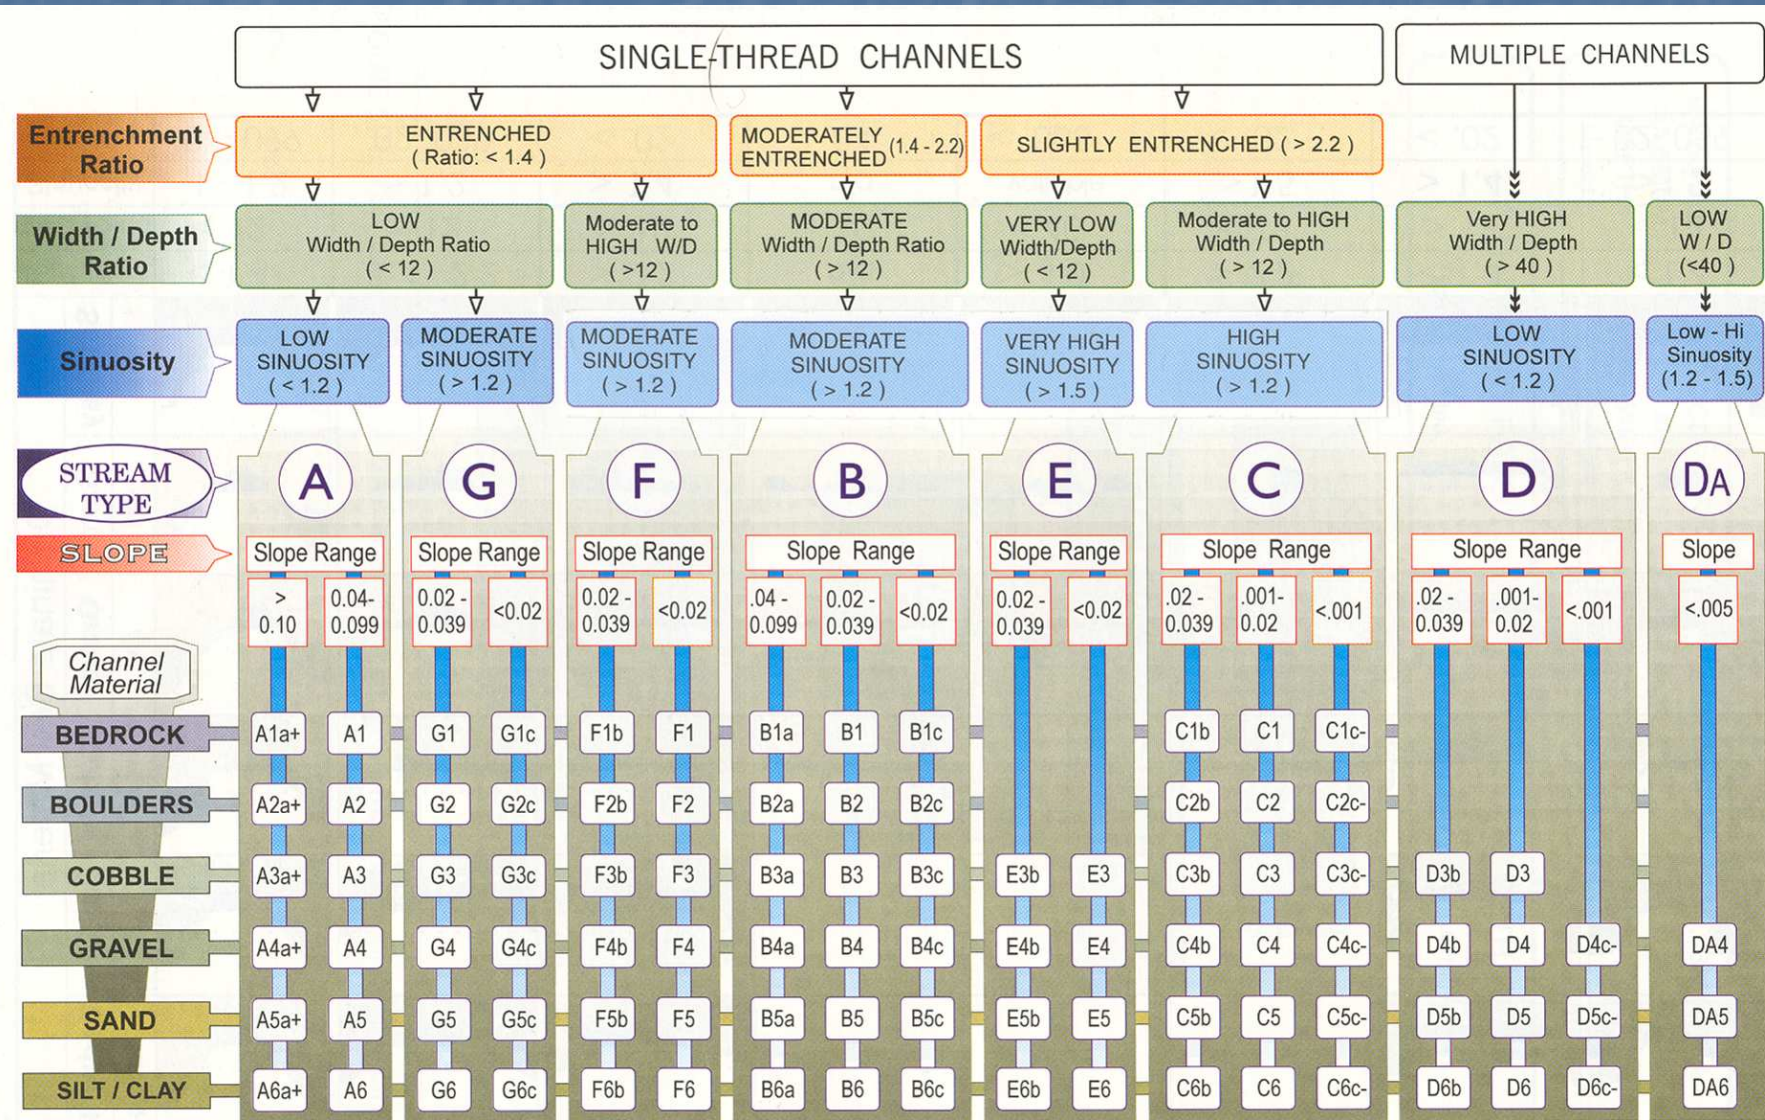 SINGLE-THREAD CHANNELS
MULTIPLE CHANNELS
Entrenchment
Ratio
ENTRENCHED
( Ratio: < 1.4 )
MODERATELY
ENTRENCHED (1.4 - 2.2)
SLIGHTLY ENTRENCHED ( > 2.2 )
Width / Depth
Ratio
LOW
Width / Depth Ratio
( < 12 )
Moderate to
HIGH W/D
( >12 )
MODERATE
Width / Depth Ratio
( > 12 )
VERY LOW
Width/Depth
( < 12 )
Moderate to HIGH
Width / Depth
( > 12 )
Very HIGH
Width / Depth
( > 40 )
LOW
W / D
(<40 )
Sinuosity
LOW
SINUOSITY
( < 1.2 )
MODERATE
SINUOSITY
( > 1.2 )
MODERATE
SINUOSITY
( > 1.2 )
MODERATE
SINUOSITY
( > 1.2 )
VERY HIGH
SINUOSITY
( > 1.5 )
HIGH
SINUOSITY
( > 1.2 )
LOW
SINUOSITY
( < 1.2 )
Low - Hi
Sinuosity
(1.2 - 1.5)
STREAM
TYPE
A G F B E C D DA
SLOPE
Slope Range Slope Range Slope Range Slope Range Slope Range Slope Range Slope Range Slope
>
0.10
0.04-
0.099
0.02 -
0.039
<0.02
0.02 -
0.039
<0.02
.04 -
0.099
0.02 -
0.039
<0.02
0.02 -
0.039
<0.02
.02 -
0.039
.001-
0.02
<.001
.02 -
0.039
.001-
0.02
<.001
<.005
Channel
Material
BEDROCK A1a+ A1 G1 G1c F1b F1 B1a B1 B1c C1b C1 C1c-
BOULDERS A2a+ A2 G2 G2c F2b F2 B2a B2 B2c C2b C2 C2c-
COBBLE A3a+ A3 G3 G3c F3b F3 B3a B3 B3c E3b E3 C3b C3 C3c- D3b D3
GRAVEL A4a+ A4 G4 G4c F4b F4 B4a B4 B4c E4b E4 C4b C4 C4c- D4b D4 D4c- DA4
SAND A5a+ A5 G5 G5c F5b F5 B5a B5 B5c E5b E5 C5b C5 C5c- D5b D5 D5c- DA5
SILT / CLAY A6a+ A6 G6 G6c F6b F6 B6a B6 B6c E6b E6 C6b C6 C6c- D6b D6 D6c- DA6